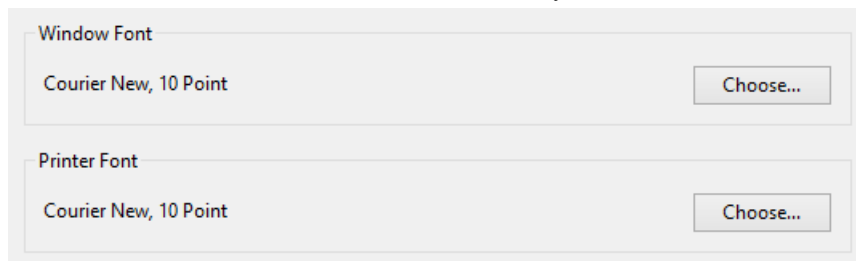 Window Font
Courier New, 10 Point Choose...
Printer Font
Courier New, 10 Point Choose...